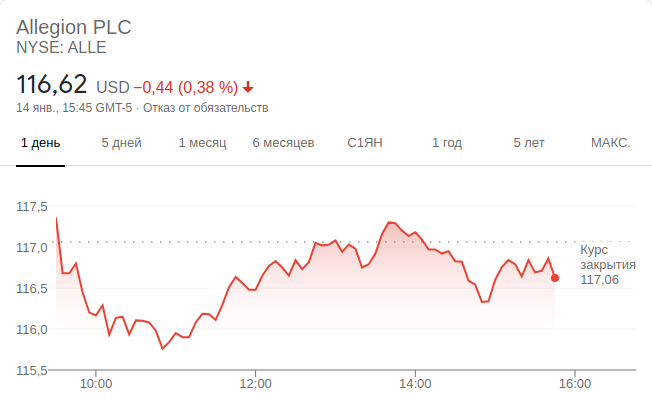 Allegion PLC
NYSE: ALLE
116,62 USD −0,44 (0,38 %)
14 янв., 15:45 GMT-5 · Отказ от обязательств
1 день 5 дней 1 месяц 6 месяцев С1ЯН 1 год 5 лет МАКС.
117,5
117,0
116,5
116,0
115,5
Курс
закрытия
117,06
10:00 12:00 14:00 16:00